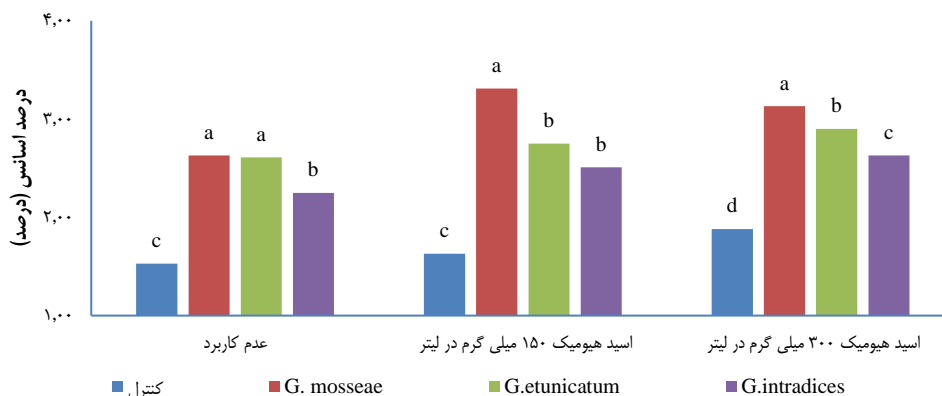 درصد اسانس (درصد)
۴,۰۰
۳,۰۰
۲,۰۰
۱,۰۰
c a a b
c a b b
d a b c
عدم کاربرد
اسید هیومیک ۱۵۰ میلی گرم در لیتر
اسید هیومیک ۳۰۰ میلی گرم در لیتر
کنترل
G. mosseae
G.etunicatum
G.intradices